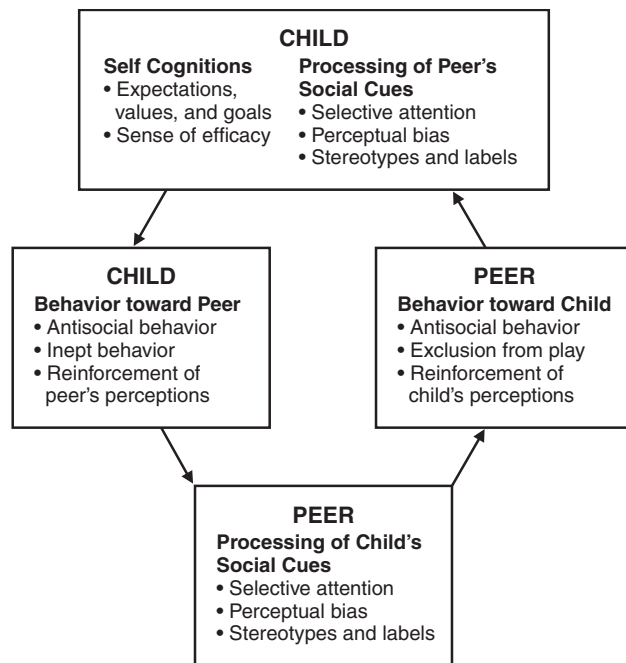 CHILD
Self Cognitions
• Expectations,
values, and goals
• Sense of efficacy
Processing of Peer's
Social Cues
• Selective attention
• Perceptual bias
• Stereotypes and labels
CHILD
Behavior toward Peer
• Antisocial behavior
• Inept behavior
• Reinforcement of
peer's perceptions
PEER
Behavior toward Child
• Antisocial behavior
• Exclusion from play
• Reinforcement of
child's perceptions
PEER
Processing of Child's
Social Cues
• Selective attention
• Perceptual bias
• Stereotypes and labels